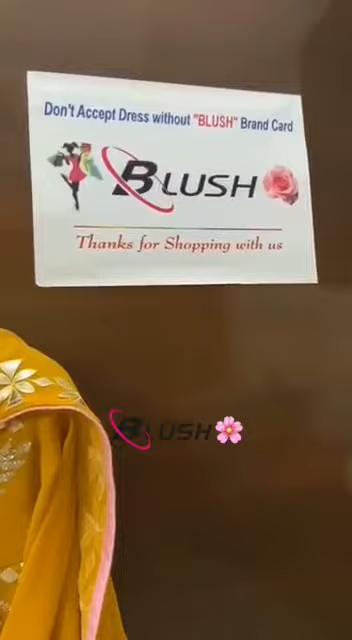 Don't Accept Dress without "BLUSH" Brand Card
BLUSH
Thanks for Shopping with us
BLUSH🌸